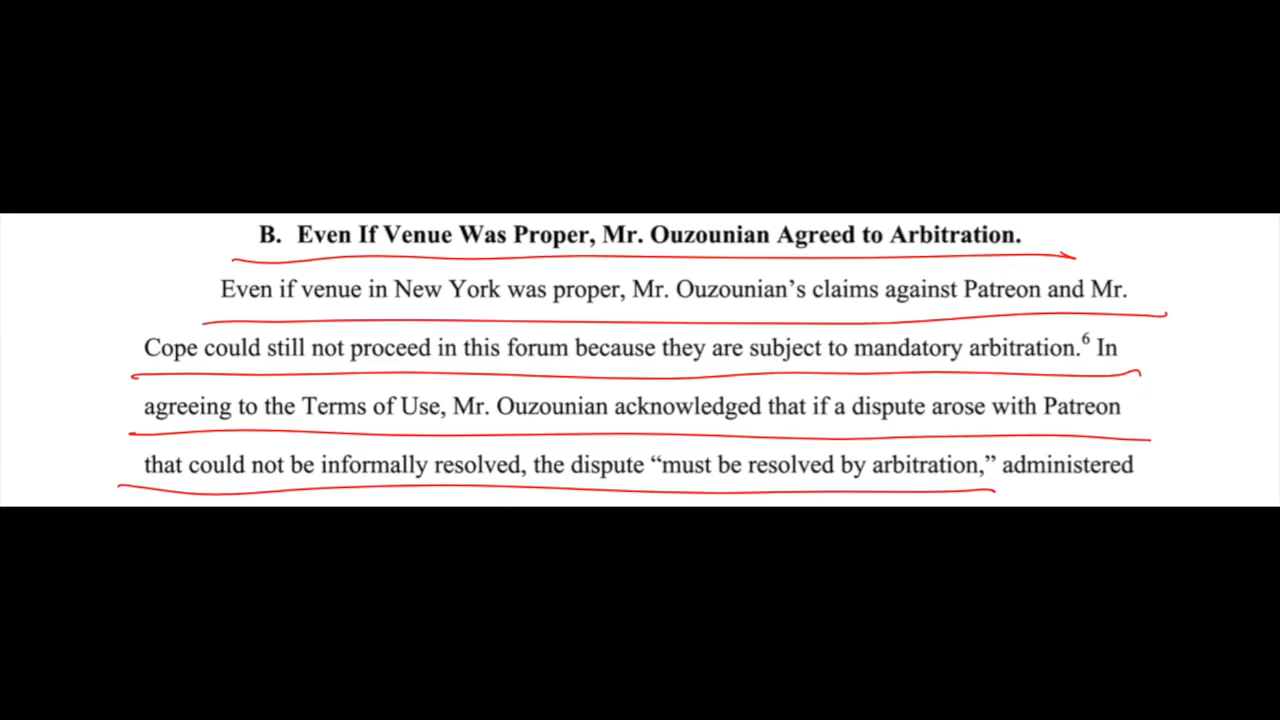 B. Even If Venue Was Proper, Mr. Ouzounian Agreed to Arbitration.
Even if venue in New York was proper, Mr. Ouzounian’s claims against Patreon and Mr.
Cope could still not proceed in this forum because they are subject to mandatory arbitration.6 In
agreeing to the Terms of Use, Mr. Ouzounian acknowledged that if a dispute arose with Patreon
that could not be informally resolved, the dispute “must be resolved by arbitration,” administered